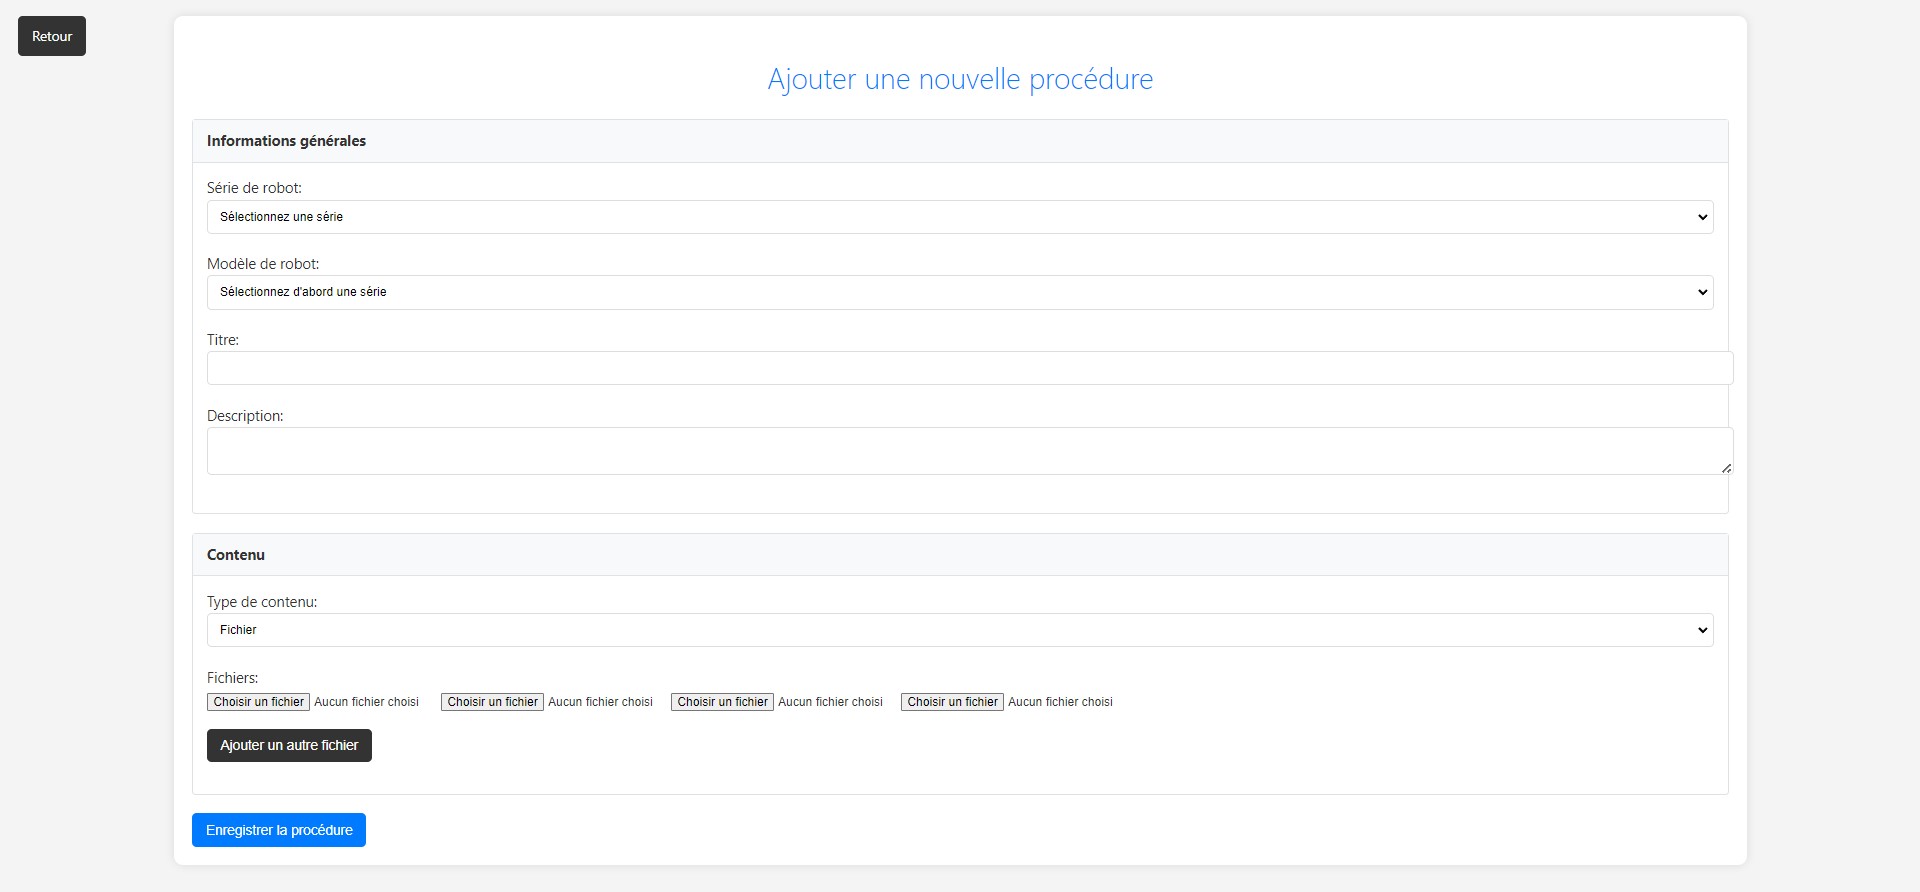 Retour
Ajouter une nouvelle procédure
Informations générales
Série de robot:
Sélectionnez une série
Modèle de robot:
Sélectionnez d'abord une série
Titre:
Description:
Contenu
Type de contenu:
Fichier
Fichiers:
Choisir un fichier Aucun fichier choisi Choisir un fichier Aucun fichier choisi Choisir un fichier Aucun fichier choisi Choisir un fichier Aucun fichier choisi
Ajouter un autre fichier
Enregistrer la procédure